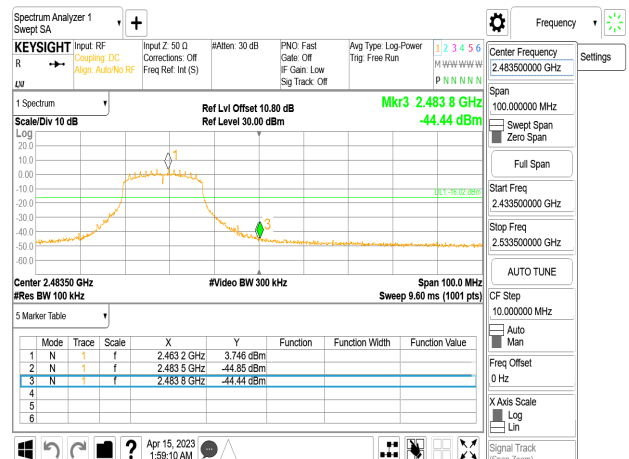 Spectrum Analyzer 1
Swept SA
Frequency
KEYSIGHT
R
Input: RF
Coupling: DC
Align: Auto/No RF
Input Z: 50 Ω
Corrections: Off
Freq Ref: Int (S)
#Atten: 30 dB
PNO: Fast
Gate: Off
IF Gain: Low
Sig Track: Off
Avg Type: Log-Power
Trig: Free Run
1 2 3 4 5 6
M W W W W W
P N N N N N
LXI
1 Spectrum
Scale/Div 10 dB
Ref Lvl Offset 10.80 dB
Ref Level 30.00 dBm
Mkr3 2.483 8 GHz
-44.44 dBm
Log
20.0
10.0
0.00
-10.0
-20.0
-30.0
-40.0
-50.0
-60.0
1
3
DL1 -16.02 dBm
Center 2.48350 GHz
#Res BW 100 kHz
#Video BW 300 kHz
Span 100.0 MHz
Sweep 9.60 ms (1001 pts)
5 Marker Table
Mode Trace Scale X Y Function Function Width Function Value
1 N 1 f 2.463 2 GHz 3.746 dBm
2 N 1 f 2.483 5 GHz -44.85 dBm
3 N 1 f 2.483 8 GHz -44.44 dBm
4
5
6
?
Apr 15, 2023
1:59:10 AM
Center Frequency
2.483500000 GHz
Settings
Span
100.000000 MHz
Swept Span
Zero Span
Full Span
Start Freq
2.433500000 GHz
Stop Freq
2.533500000 GHz
AUTO TUNE
CF Step
10.000000 MHz
Auto
Man
Freq Offset
0 Hz
X Axis Scale
Log
Lin
Signal Track
(Span Zoom)